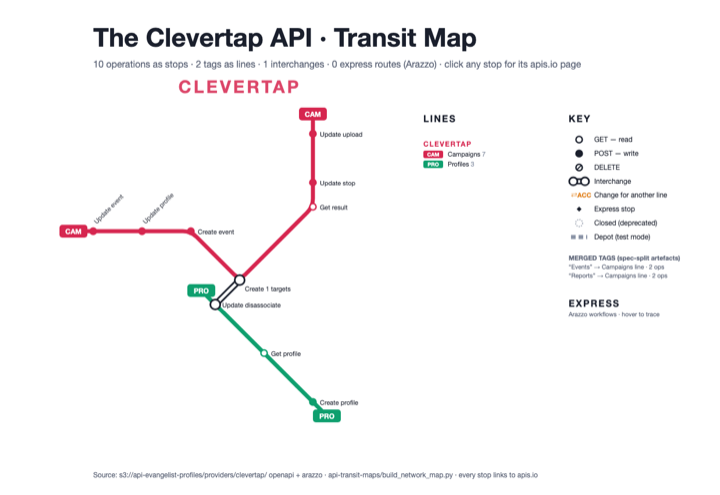 The Clevertap API · Transit Map
10 operations as stops · 2 tags as lines · 1 interchanges · 0 express routes (Arazzo) · click any stop for its apis.io page
CLEVERTAP
CAM
Update upload
Update stop
Get result
Update event
Update profile
CAM
Create event
Create 1 targets
PRO
Update disassociate
Get profile
Create profile
PRO
LINES
CLEVERTAP
CAM Campaigns 7
PRO Profiles 3
KEY
GET — read
POST — write
DELETE
Interchange
⇄ACC Change for another line
Express stop
Closed (deprecated)
Depot (test mode)
MERGED TAGS (spec-split artefacts)
"Events" → Campaigns line · 2 ops
"Reports" → Campaigns line · 2 ops
EXPRESS
Arazzo workflows · hover to trace
Source: s3://api-evangelist-profiles/providers/clevertap/ openapi + arazzo · api-transit-maps/build_network_map.py · every stop links to apis.io